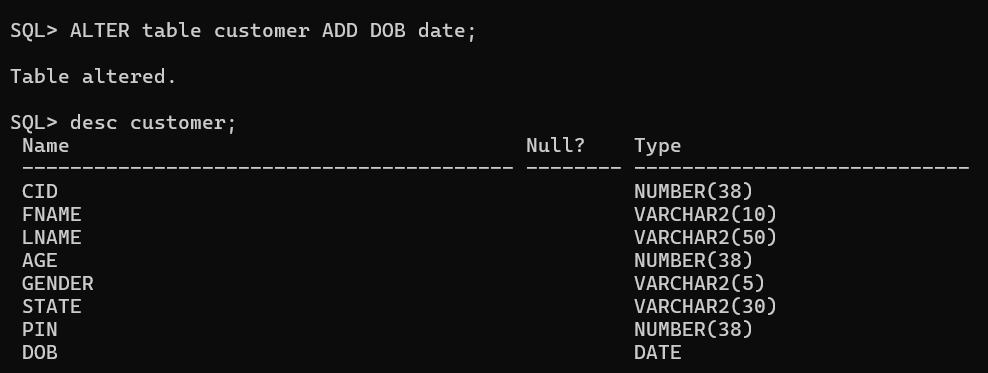 SQL> ALTER table customer ADD DOB date;
Table altered.
SQL> desc customer;
Name Null? Type
----------------------------------------- -------- ----------------------------
CID NUMBER(38)
FNAME VARCHAR2(10)
LNAME VARCHAR2(50)
AGE NUMBER(38)
GENDER VARCHAR2(5)
STATE VARCHAR2(30)
PIN NUMBER(38)
DOB DATE